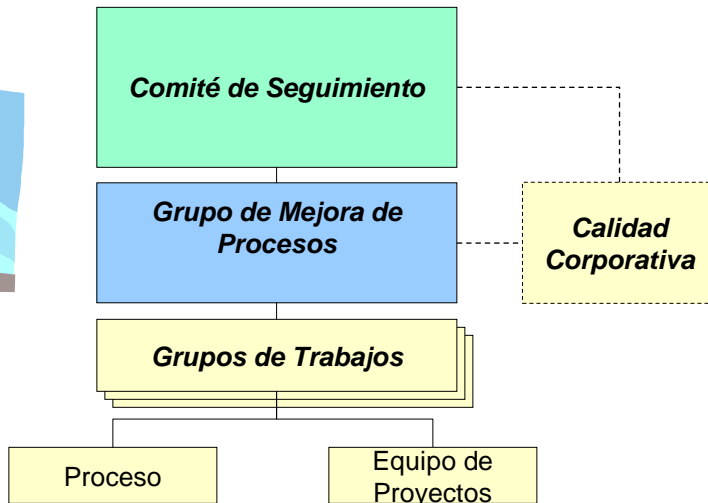 Comité de Seguimiento
Grupo de Mejora de
Procesos
Calidad
Corporativa
Grupos de Trabajos
Proceso
Equipo de
Proyectos